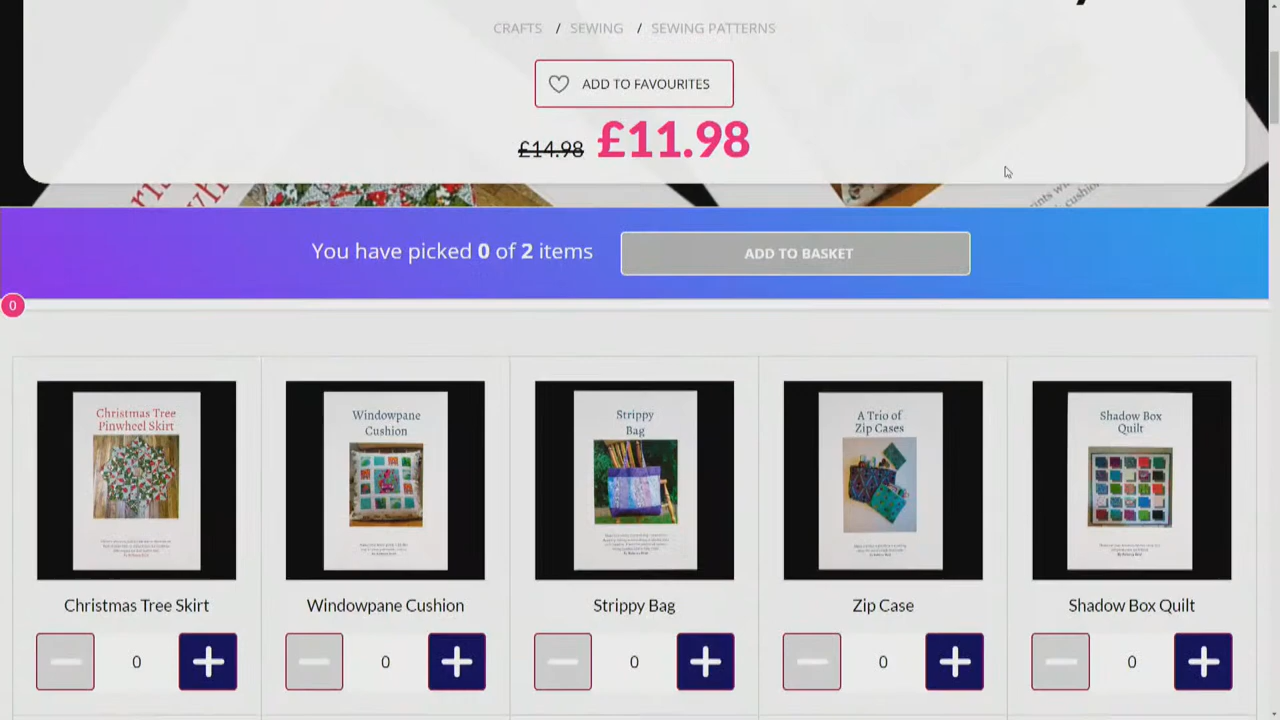 CRAFTS / SEWING / SEWING PATTERNS
ADD TO FAVOURITES
£14.98 £11.98
You have picked 0 of 2 items
ADD TO BASKET
0
Christmas Tree
Pinwheel Skirt
Windowpane
Cushion
Strippy
Bag
A Trio of
Zip Cases
Shadow Box
Quilt
Christmas Tree Skirt
Windowpane Cushion
Strippy Bag
Zip Case
Shadow Box Quilt
0
0
0
0
0